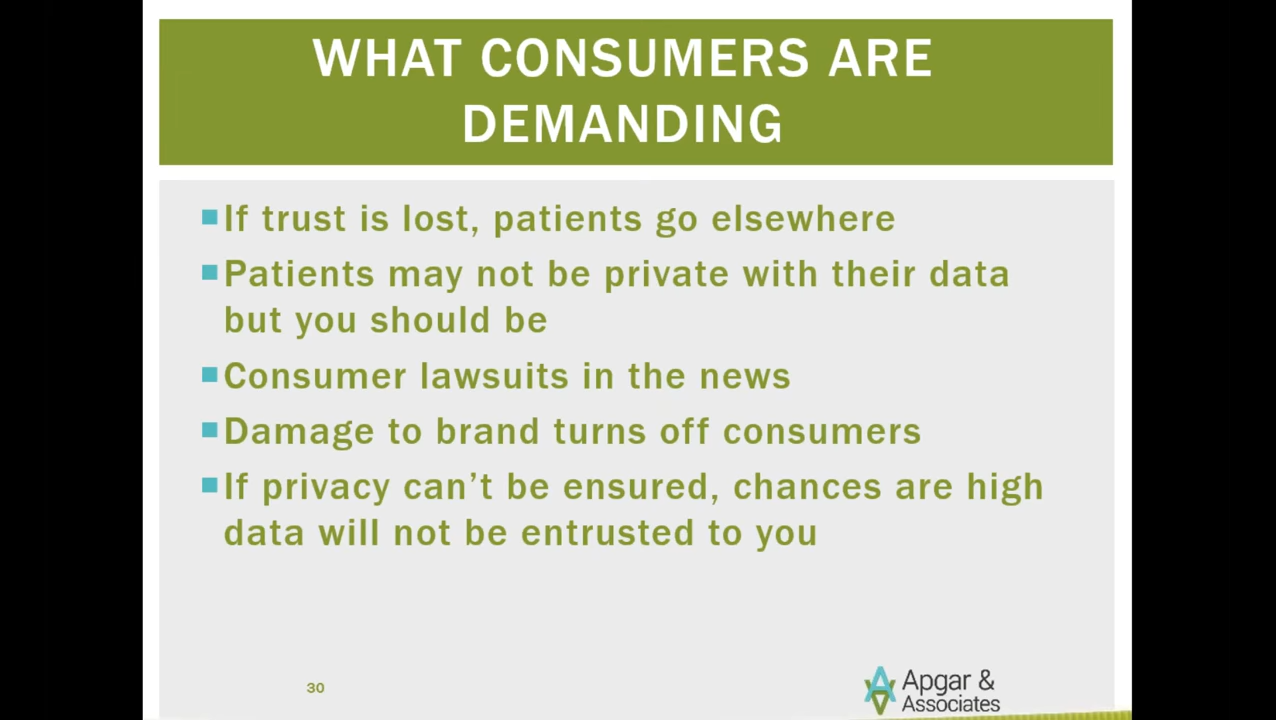 WHAT CONSUMERS ARE
DEMANDING
If trust is lost, patients go elsewhere
Patients may not be private with their data
but you should be
Consumer lawsuits in the news
Damage to brand turns off consumers
If privacy can’t be ensured, chances are high
data will not be entrusted to you
30
Apgar &
Associates